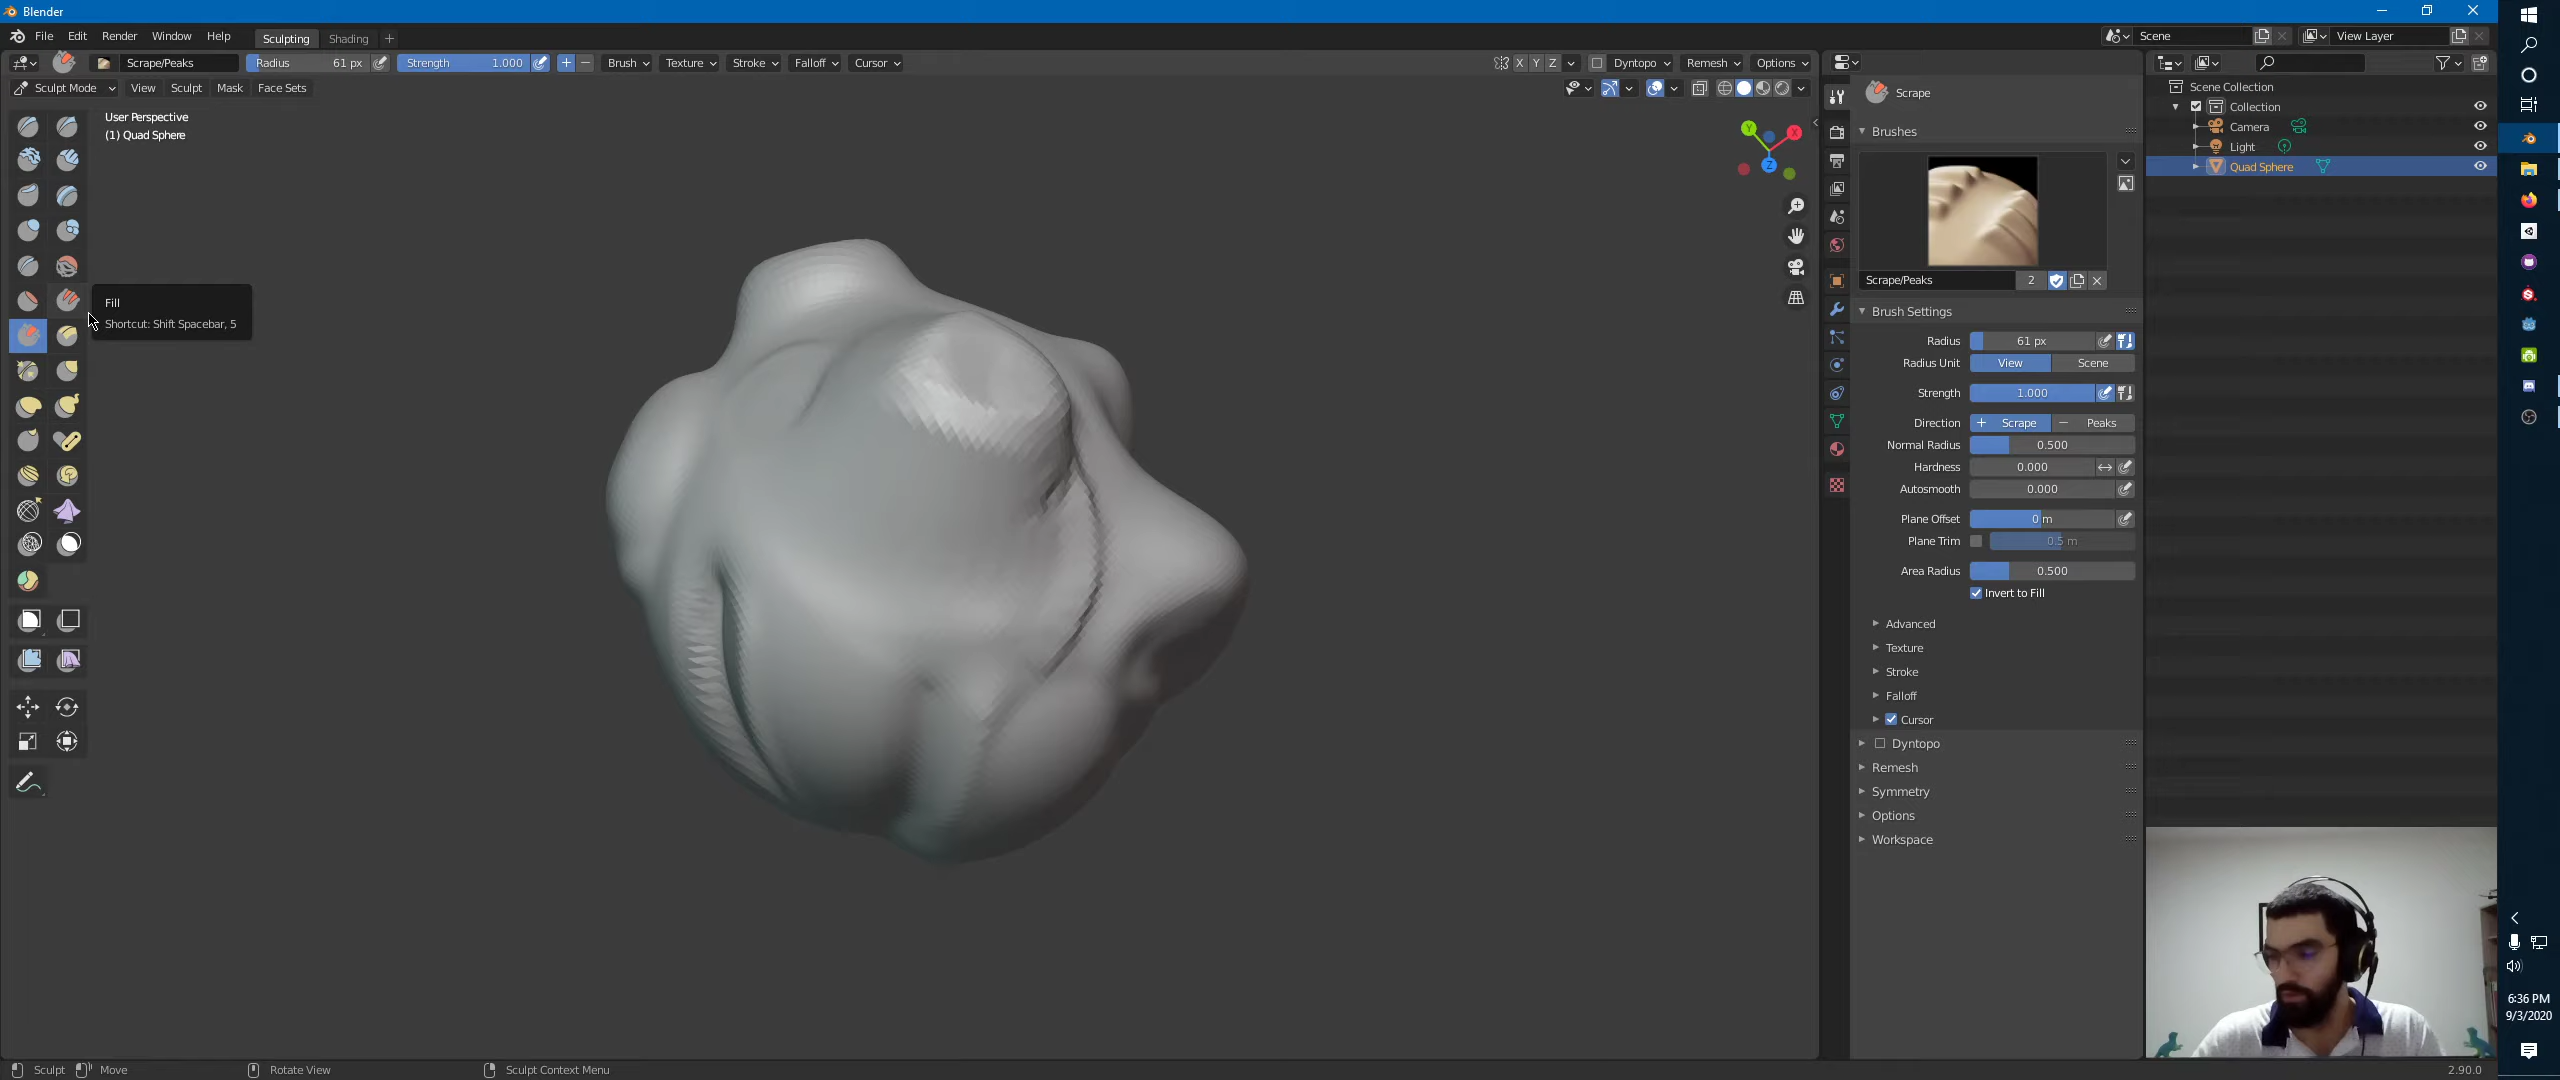 Blender
File Edit Render Window Help Sculpting Shading + Scene View Layer
Scrape/Peaks Radius 61 px Strength 1.000 + − Brush Texture Stroke Falloff Cursor X Y Z Dyntopo Remesh Options
Sculpt Mode View Sculpt Mask Face Sets
User Perspective
(1) Quad Sphere
Fill
Shortcut: Shift Spacebar, 5
Y X Z
Scrape
Brushes
Scrape/Peaks 2
Brush Settings
Radius 61 px
Radius Unit View Scene
Strength 1.000
Direction + Scrape − Peaks
Normal Radius 0.500
Hardness 0.000
Autosmooth 0.000
Plane Offset 0 m
Plane Trim 0.5 m
Area Radius 0.500
Invert to Fill
Advanced
Texture
Stroke
Falloff
Cursor
Dyntopo
Remesh
Symmetry
Options
Workspace
Scene Collection
Collection
Camera
Light
Quad Sphere
6:36 PM
9/3/2020
Sculpt Move Rotate View Sculpt Context Menu 2.90.0